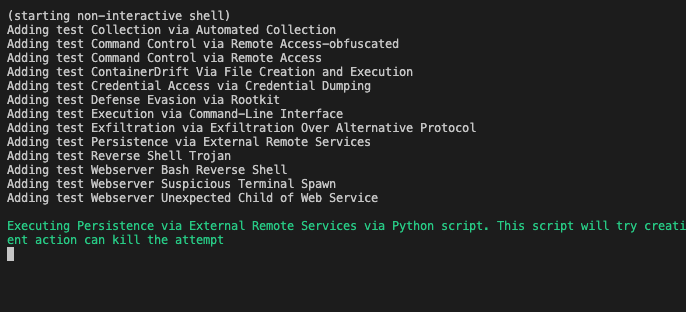 (starting non-interactive shell)
Adding test Collection via Automated Collection
Adding test Command Control via Remote Access-obfuscated
Adding test Command Control via Remote Access
Adding test ContainerDrift Via File Creation and Execution
Adding test Credential Access via Credential Dumping
Adding test Defense Evasion via Rootkit
Adding test Execution via Command-Line Interface
Adding test Exfiltration via Exfiltration Over Alternative Protocol
Adding test Persistence via External Remote Services
Adding test Reverse Shell Trojan
Adding test Webserver Bash Reverse Shell
Adding test Webserver Suspicious Terminal Spawn
Adding test Webserver Unexpected Child of Web Service
Executing Persistence via External Remote Services via Python script. This script will try creati
ent action can kill the attempt